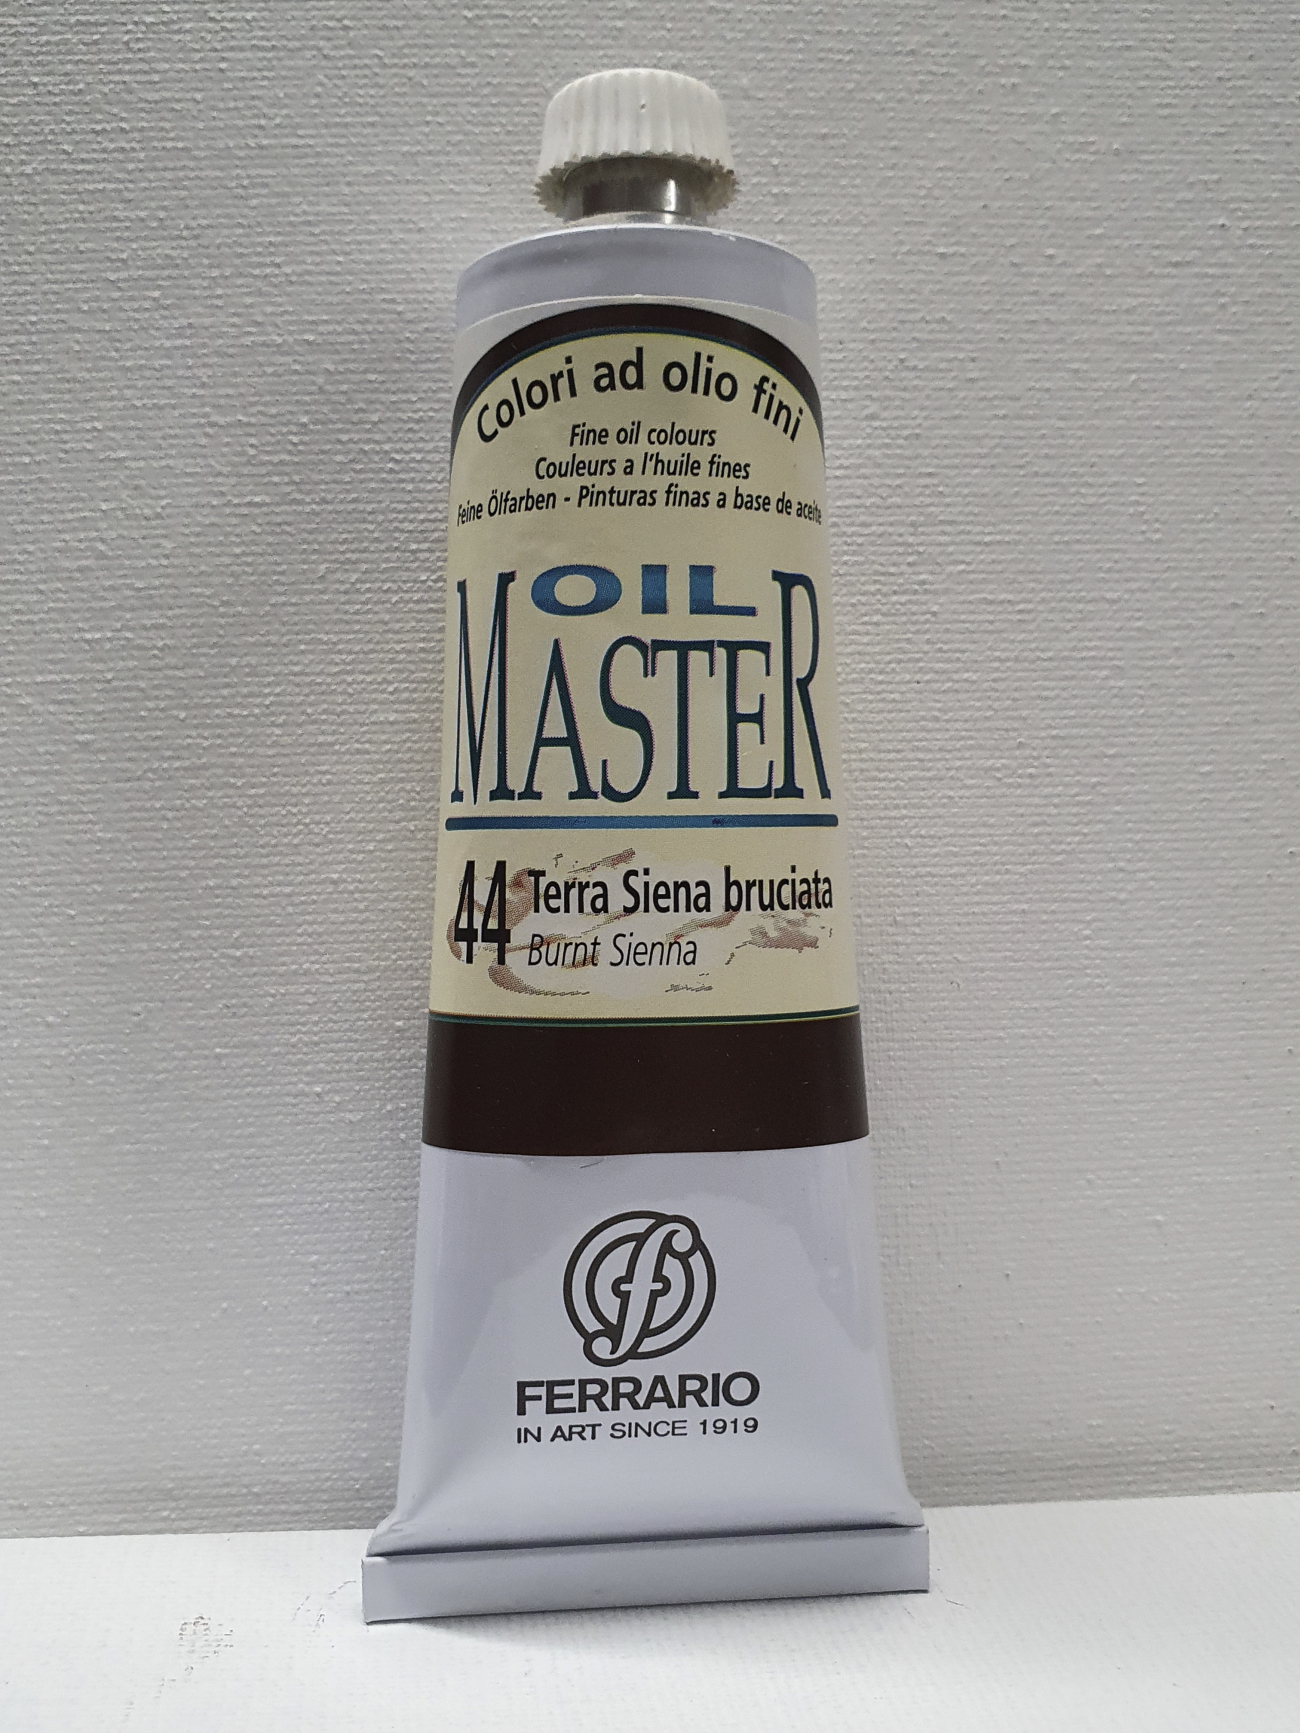 Colori ad olio fini
Fine oil colours
Couleurs a l'huile fines
Feine Ölfarben - Pinturas finas a base de aceite
OIL
MASTER
44 Terra Siena bruciata
Burnt Sienna
f
FERRARIO
IN ART SINCE 1919